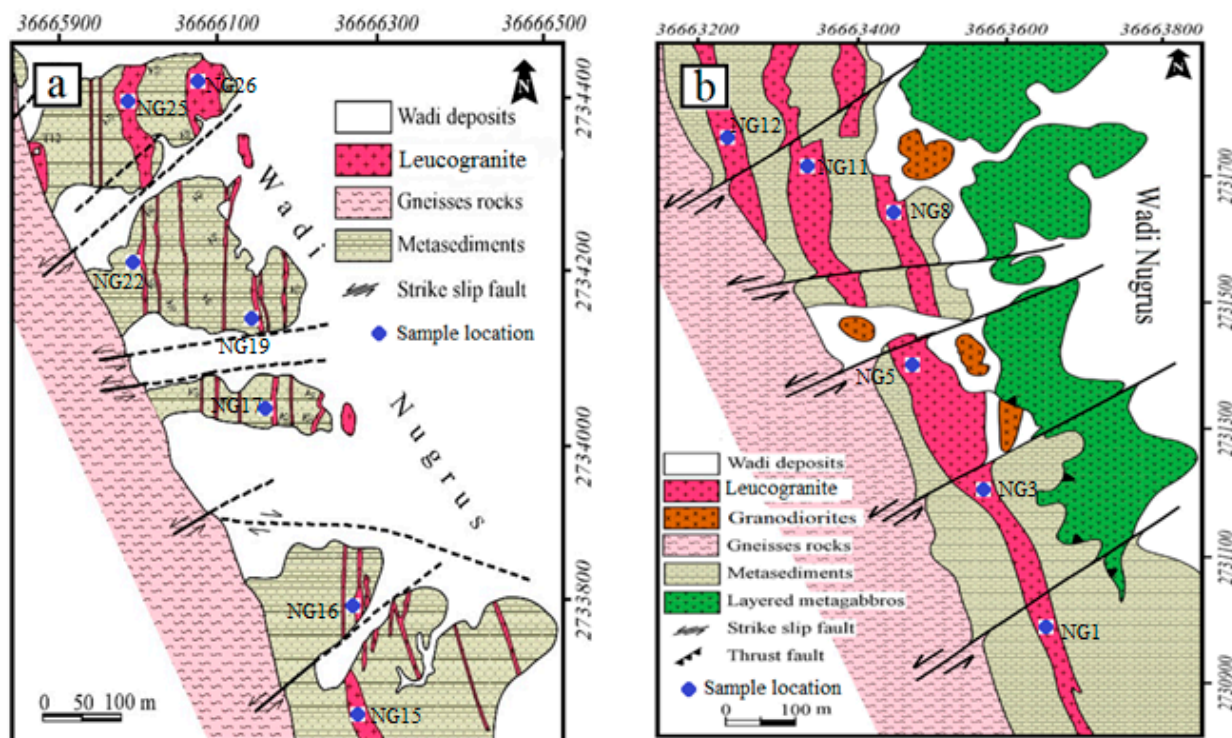 36665900 36666100 36666300 36666500
a
N
NG26
NG25
2734400
Wadi deposits
Leucogranite
Gneisses rocks
Metasediments
Strike slip fault
Sample location
Wadi
Nugrus
NG22
2734200
NG19
NG17
2734000
NG16
2733800
NG15
0 50 100 m
36663200 36663400 36663600 36663800
b
N
NG12
NG11
2731700
NG8
Wadi Nugrus
2731500
NG5
2731300
Wadi deposits
Leucogranite
NG3
Granodiorites
Gneisses rocks
2731100
Metasediments
Layered metagabbros
Strike slip fault
NG1
Thrust fault
Sample location
2730900
0 100 m